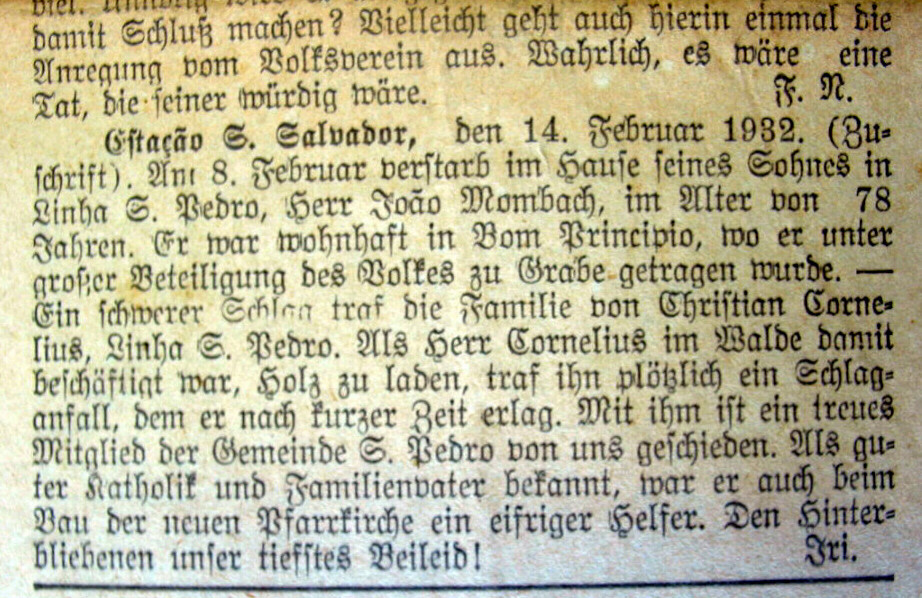 damit Schluß machen? Vielleicht geht auch hierin einmal die
Anregung vom Volksverein aus. Wahrlich, es wäre eine
Tat, die seiner würdig wäre. F. N.
Estação S. Salvador, den 14. Februar 1932. (Zu-
schrift). Am 8. Februar verstarb im Hause seines Sohnes in
Linha S. Pedro, Herr João Mombach, im Alter von 78
Jahren. Er war wohnhaft in Bom Principio, wo er unter
großer Beteiligung des Volkes zu Grabe getragen wurde. —
Ein schwerer Schlag traf die Familie von Christian Corne-
lius, Linha S. Pedro. Als Herr Cornelius im Walde damit
beschäftigt war, Holz zu laden, traf ihn plötzlich ein Schlag-
anfall, dem er nach kurzer Zeit erlag. Mit ihm ist ein treues
Mitglied der Gemeinde S. Pedro von uns geschieden. Als gu-
ter Katholik und Familienvater bekannt, war er auch beim
Bau der neuen Pfarrkirche ein eifriger Helfer. Den Hinter-
bliebenen unser tiefstes Beileid! Iri.